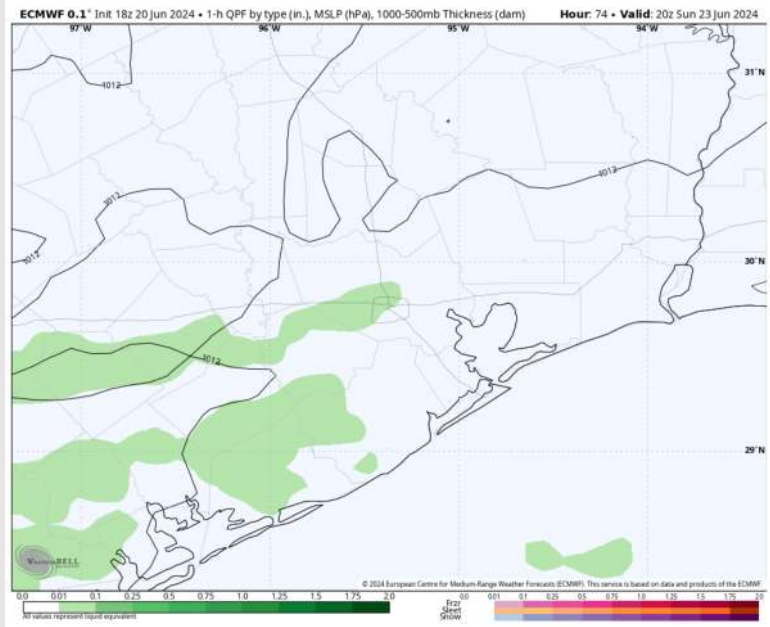 ECMWF 0.1° Init 18z 20 Jun 2024 • 1-h QPF by type (in.), MSLP (hPa), 1000-500mb Thickness (dam) Hour: 74 • Valid: 20z Sun 23 Jun 2024
97°W 96°W 95°W 94°W
31°N
1012
1012
1012
1012
30°N
1012
29°N
WEATHERBELL
© 2024 European Centre for Medium-Range Weather Forecasts (ECMWF). This service is based on data and products of the ECMWF.
0.0 0.01 0.1 0.25 0.5 0.75 1.0 1.25 1.5 1.75 2.0 0.0 0.01 0.1 0.25 0.5 0.75 1.0 1.25 1.5 1.75 2.0
Frzr
Sleet
Snow
All values represent liquid equivalent